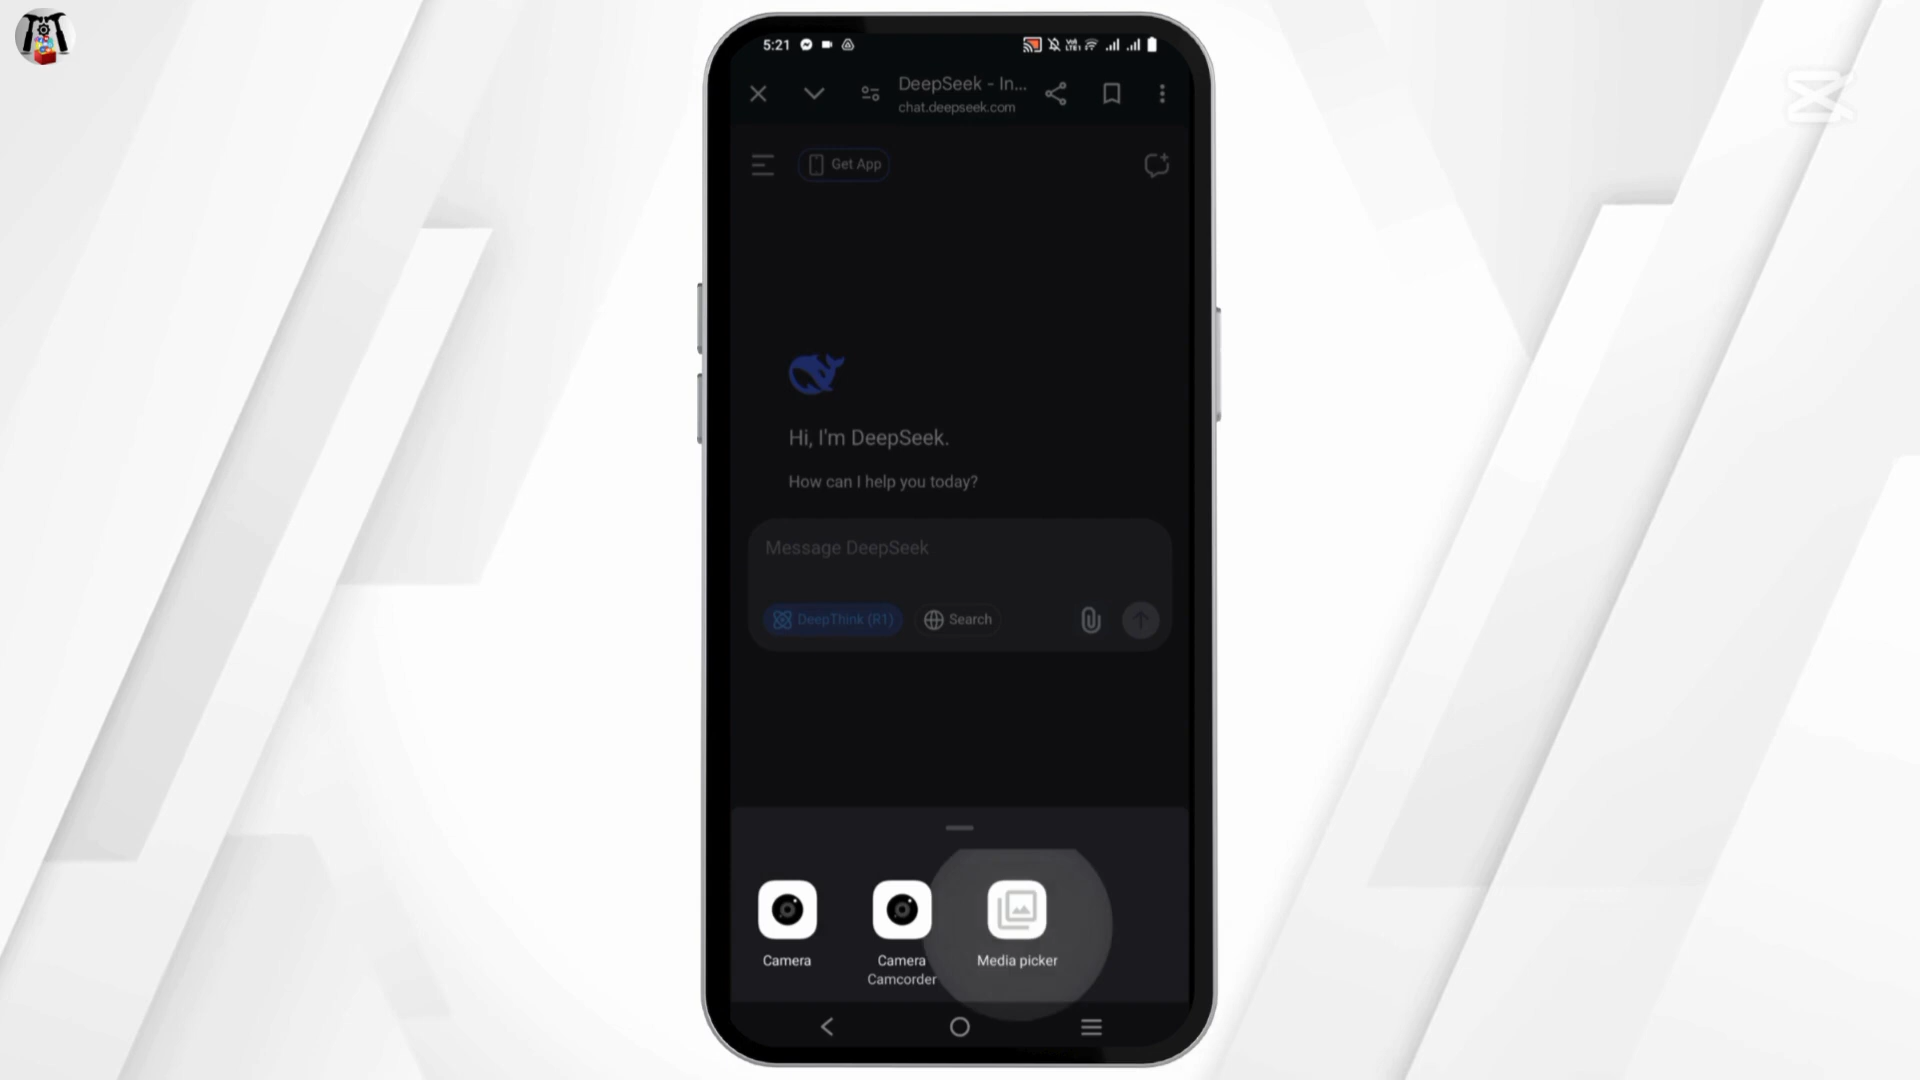 5:21
DeepSeek - In...
chat.deepseek.com
Get App
Hi, I'm DeepSeek.
How can I help you today?
Message DeepSeek
DeepThink (R1)
Search
Camera
Camera
Camcorder
Media picker